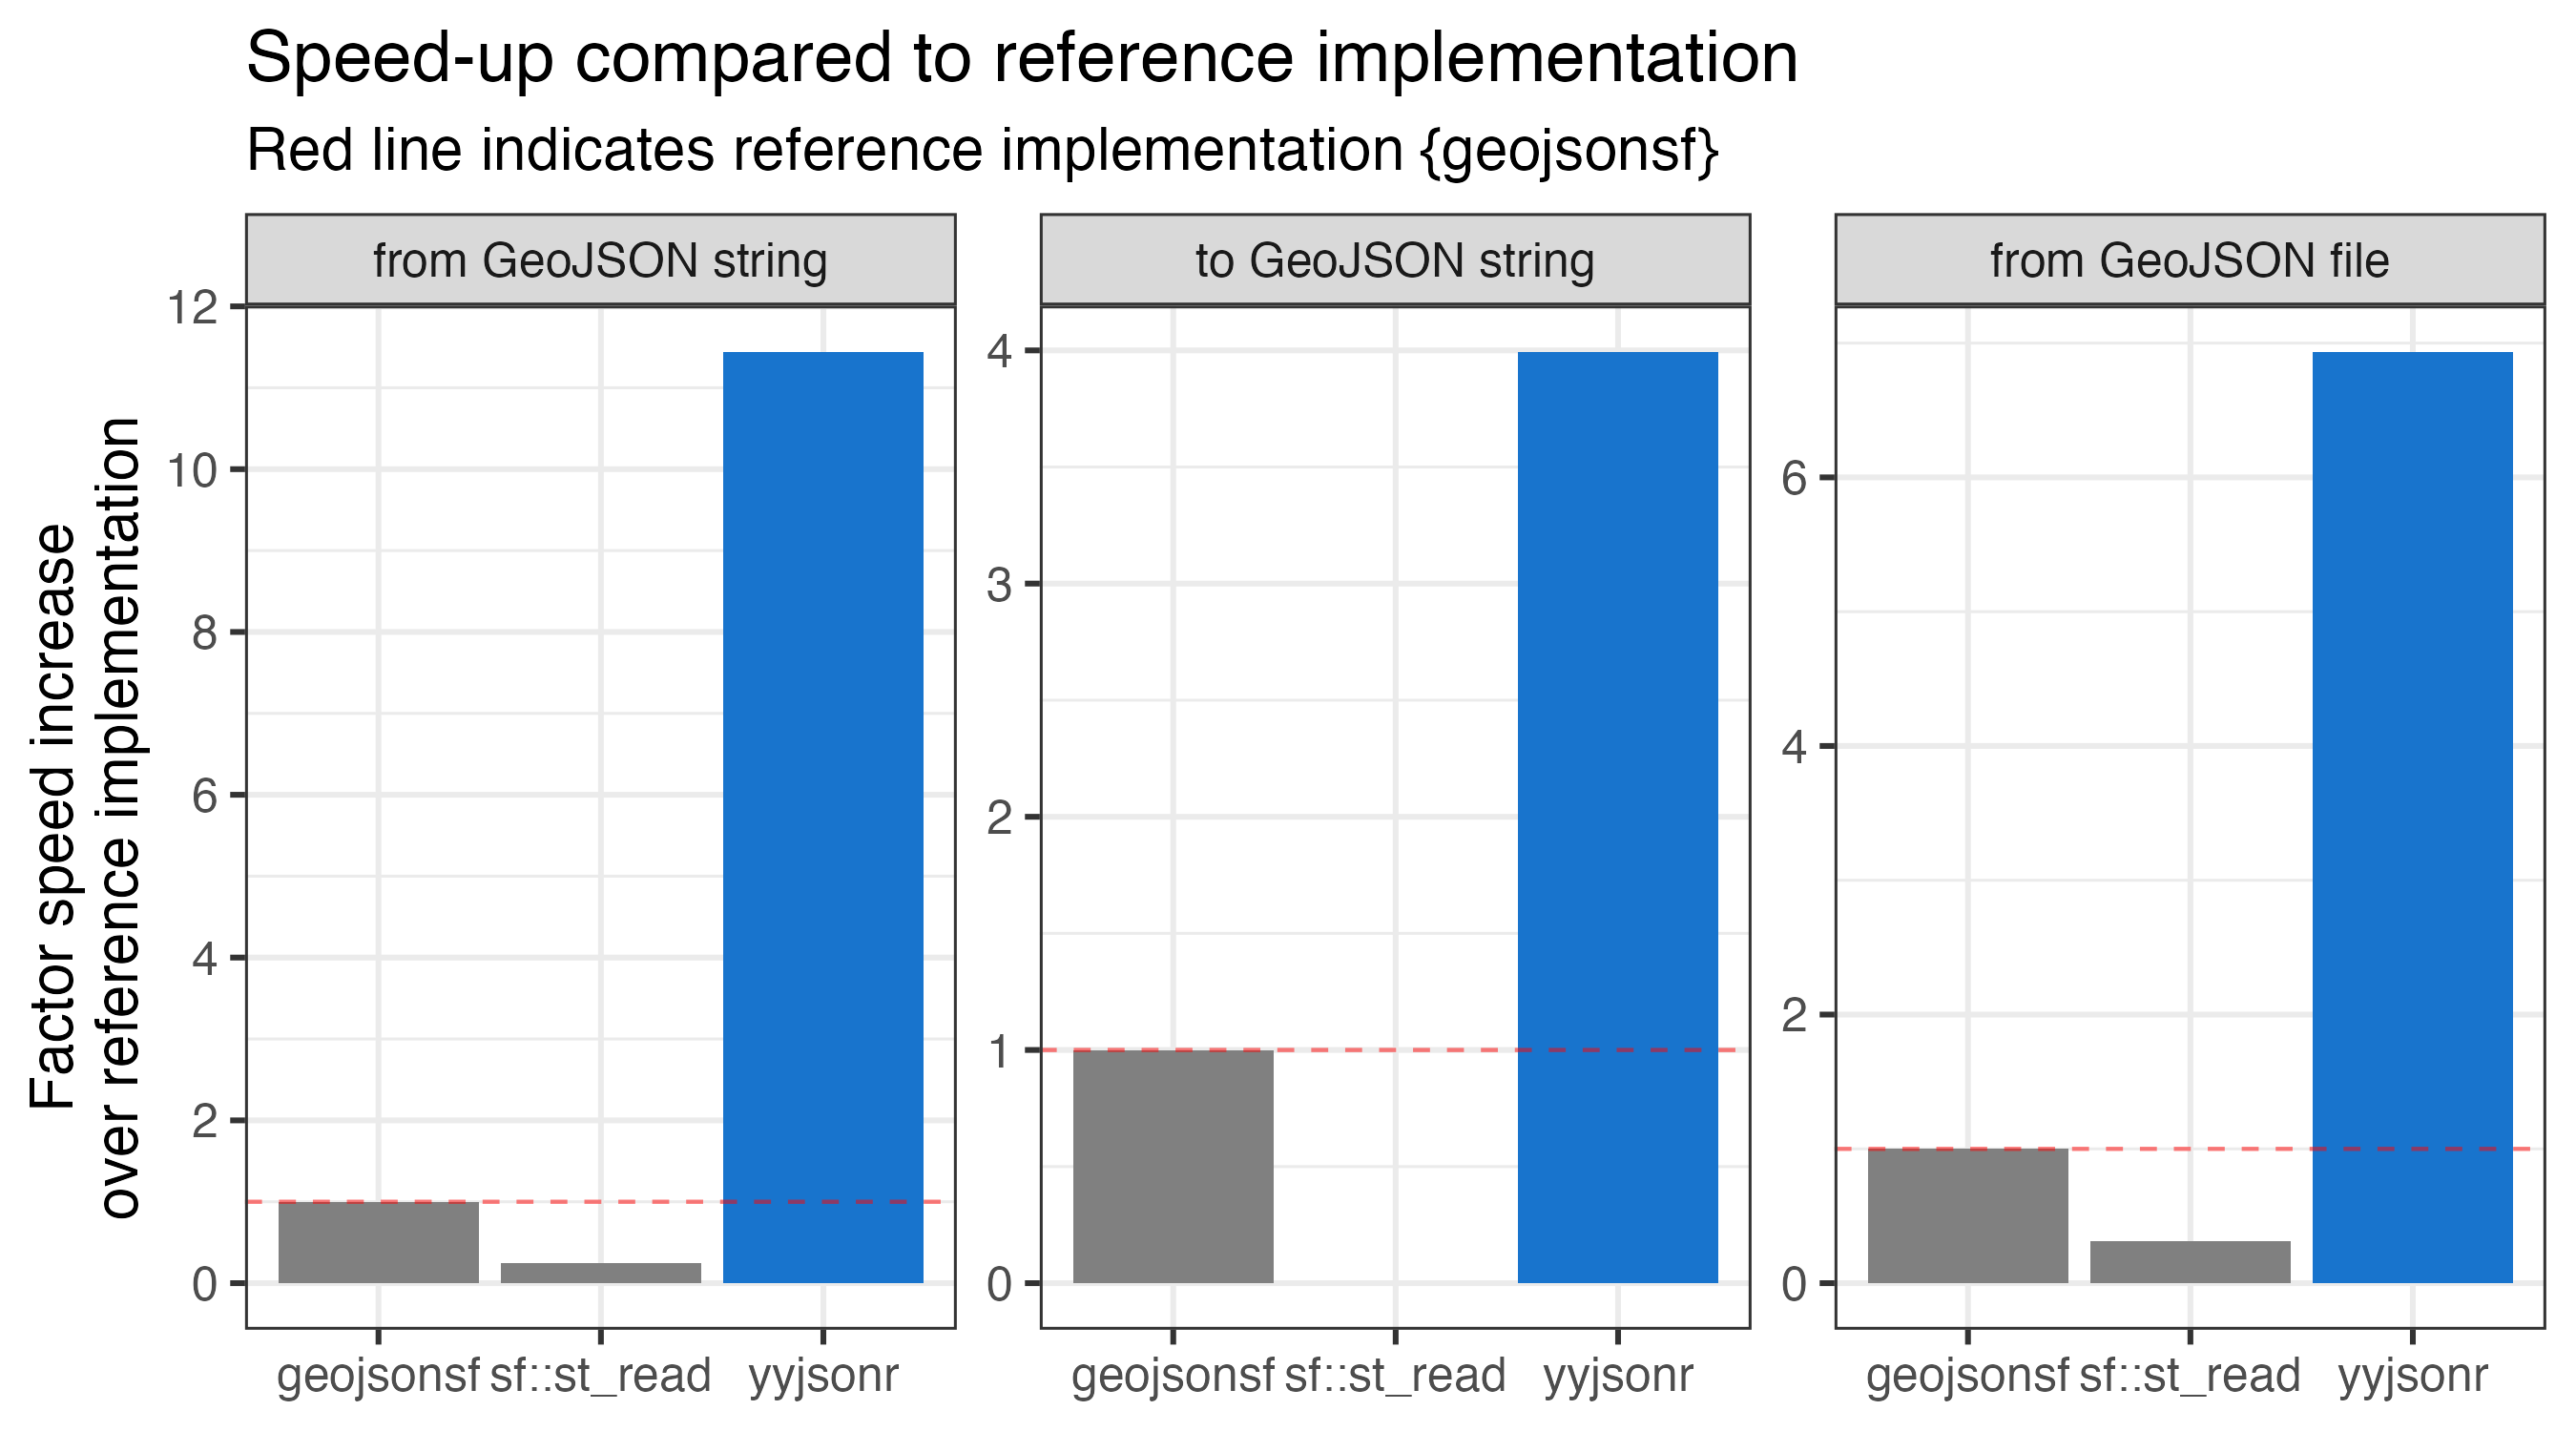 Speed-up compared to reference implementation
Red line indicates reference implementation {geojsonsf}
Factor speed increase
over reference implementation
from GeoJSON string
12
10
8
6
4
2
0
geojsonsf sf::st_read yyjsonr
to GeoJSON string
4
3
2
1
0
geojsonsf sf::st_read yyjsonr
from GeoJSON file
6
4
2
0
geojsonsf sf::st_read yyjsonr